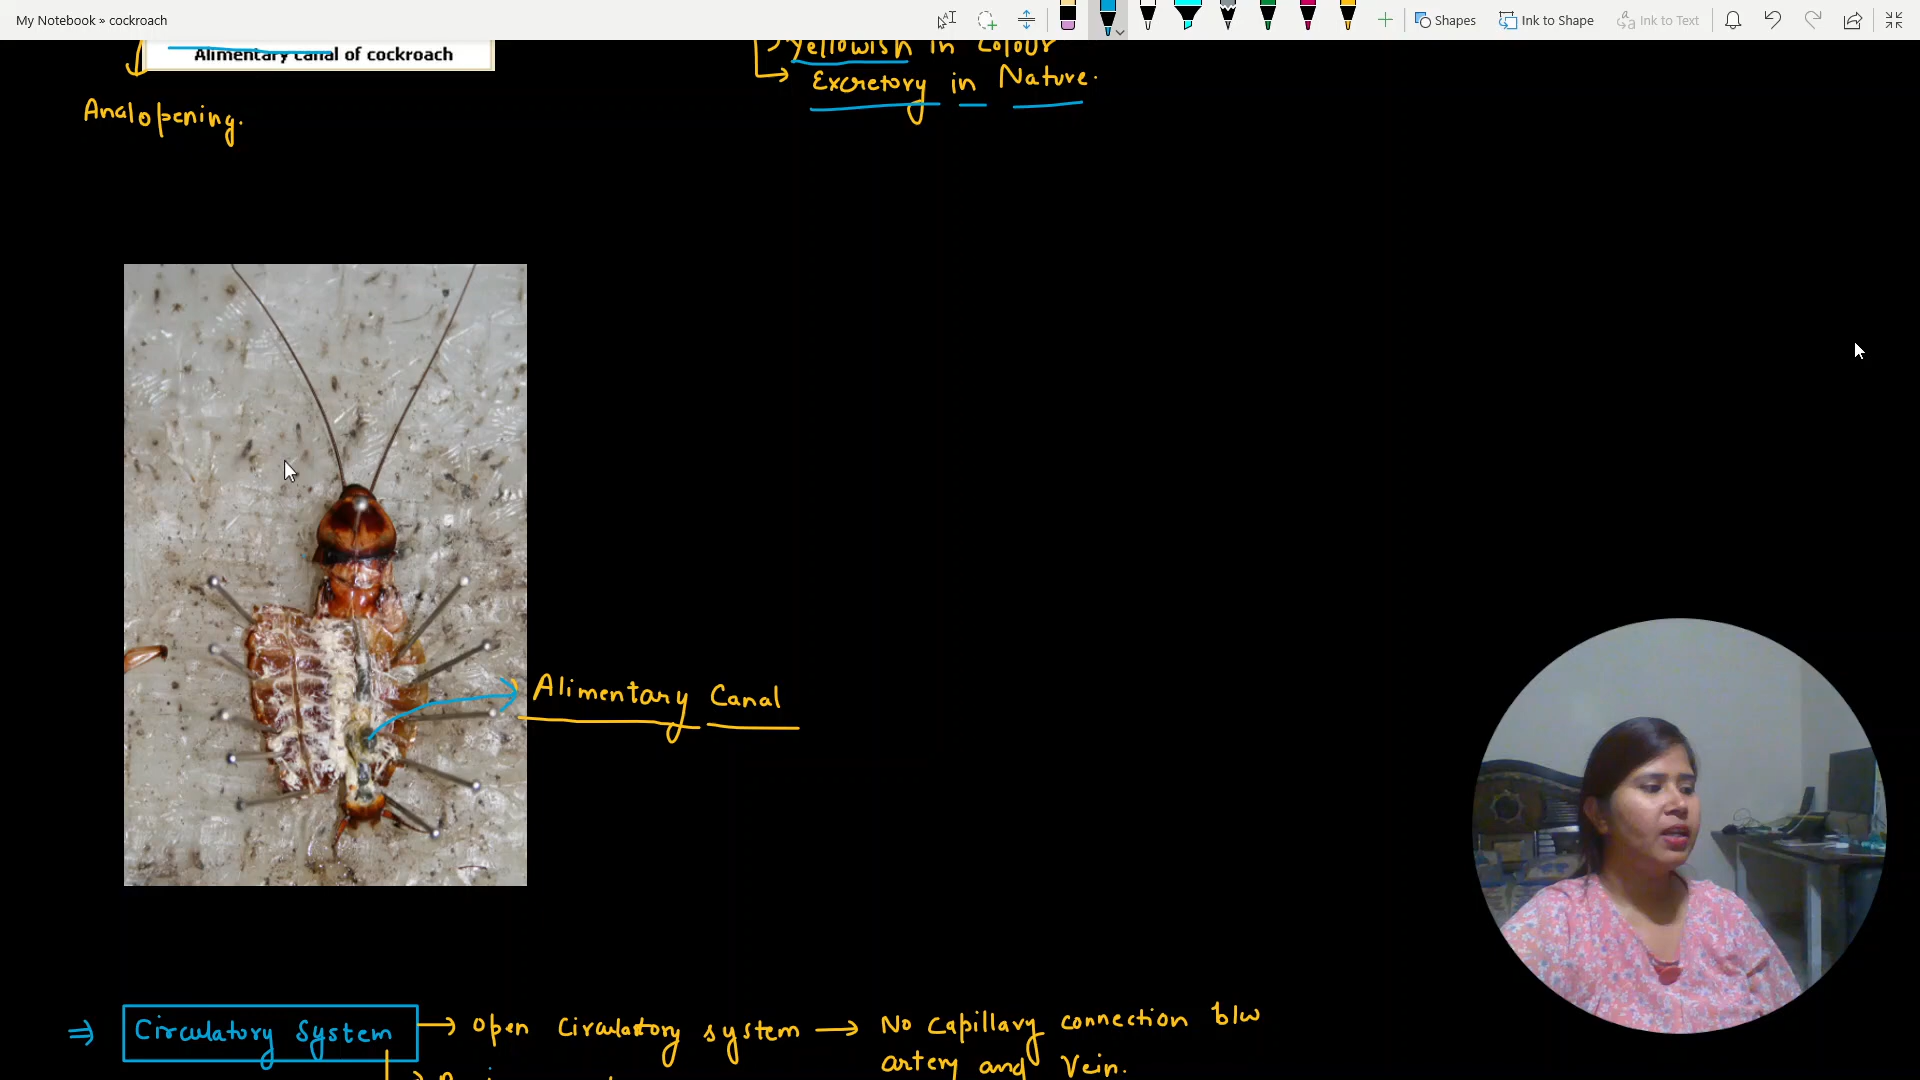 My Notebook » cockroach
Shapes
Ink to Shape
Ink to Text
Alimentary canal of cockroach
Yellowish in Colour
Excretory in Nature.
Anal opening.
Alimentary Canal
⇒ Circulatory System → open Circulatory system → No Capillary connection b/w
artery and Vein.